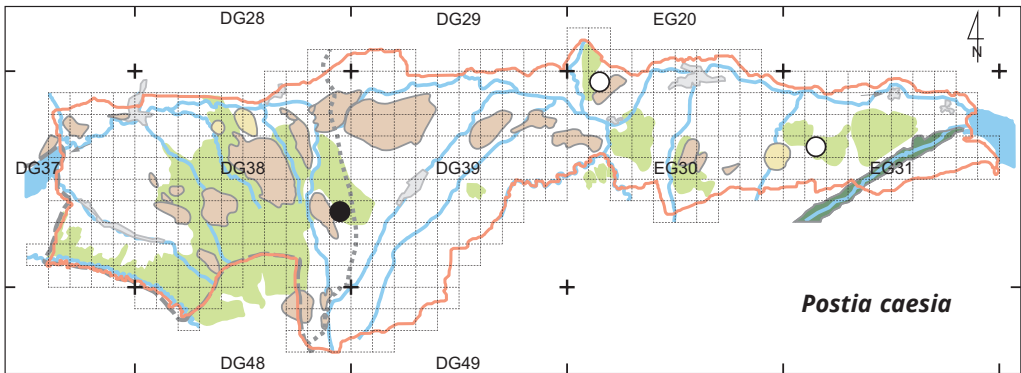 DG28 DG29 EG20
N
DG37 DG38 DG39 EG30 EG31
Postia caesia
DG48 DG49